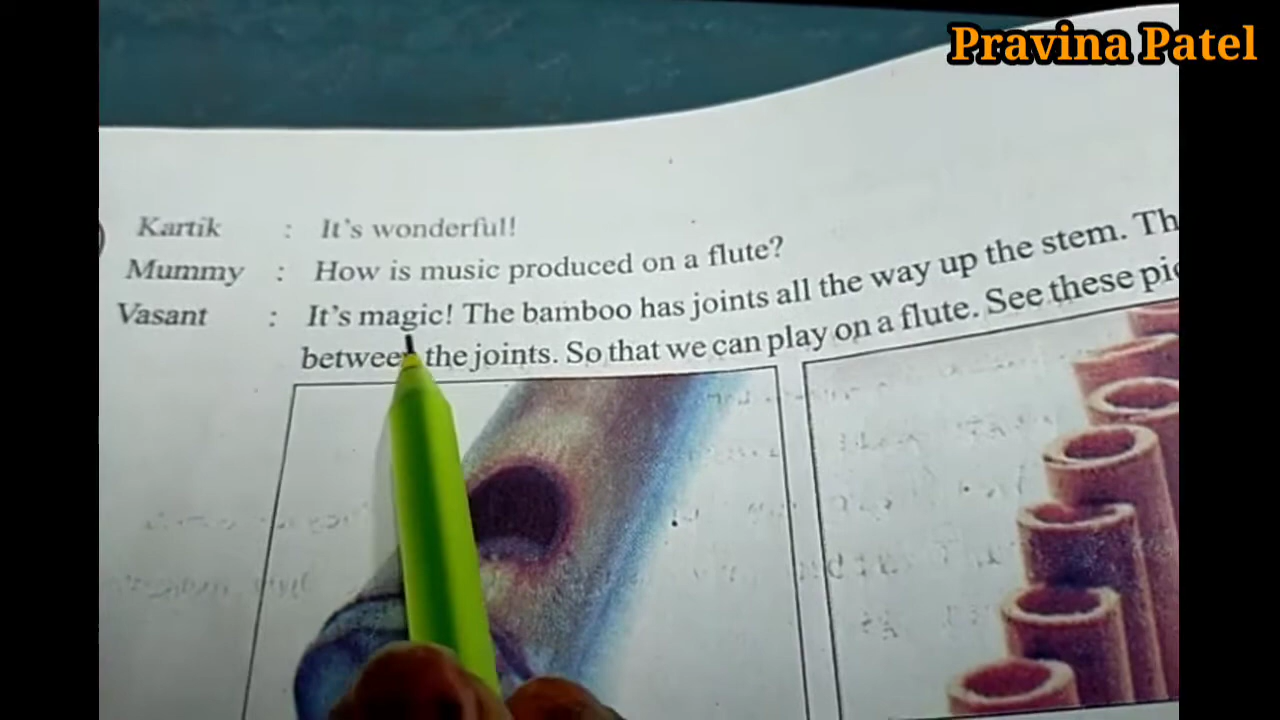 Pravina Patel
Kartik : It's wonderful!
Mummy : How is music produced on a flute?
Vasant : It's magic! The bamboo has joints all the way up the stem. Th
between the joints. So that we can play on a flute. See these pic